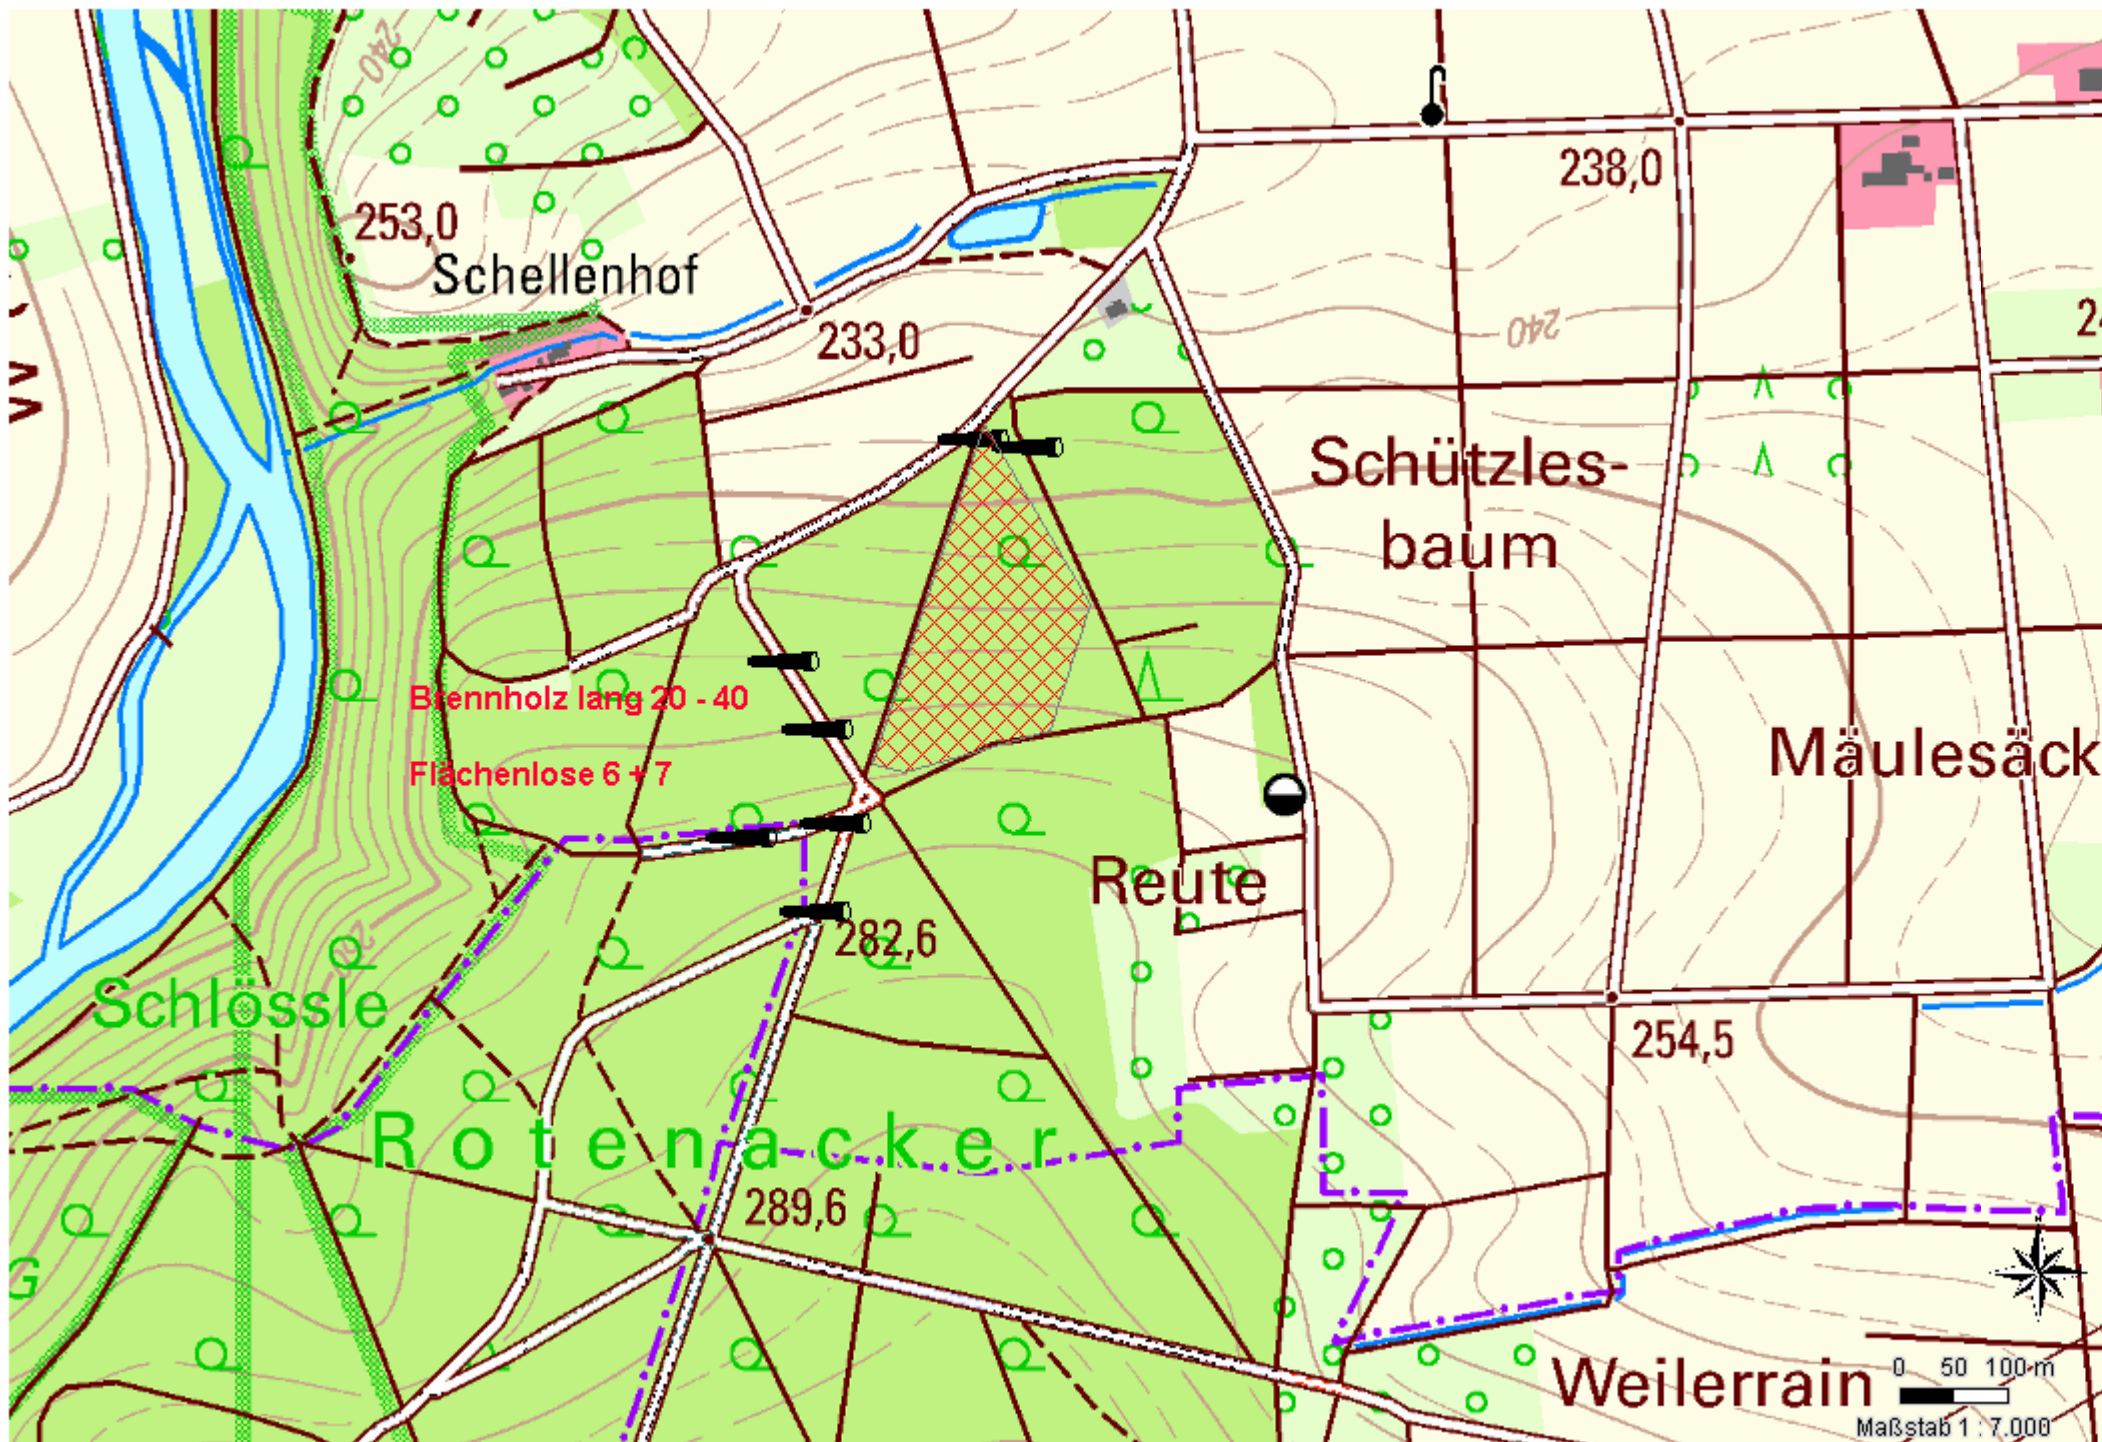 240
253,0
Schellenhof
233,0
238,0
240
Schützles-
baum
Brennholz lang 20 - 40
Flächenlose 6 + 7
Mäulesäck
Reute
282,6
Schlössle
254,5
Rotenacker
289,6
G
Weilerrain
0 50 100 m
Maßstab 1 : 7.000